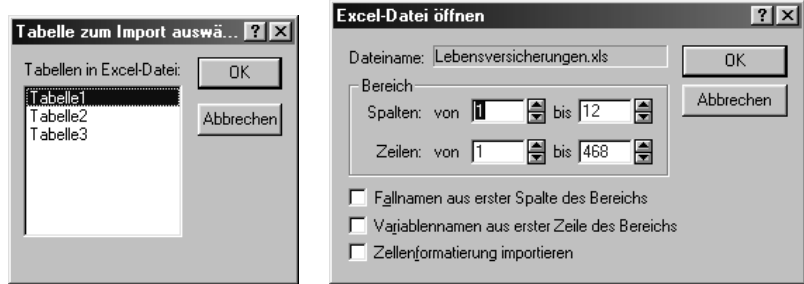 Tabelle zum Import auswä...
Tabellen in Excel-Datei:
Tabelle1
Tabelle2
Tabelle3
OK
Abbrechen
Excel-Datei öffnen
Dateiname: Lebensversicherungen.xls
Bereich
Spalten: von 1 bis 12
Zeilen: von 1 bis 468
OK
Abbrechen
Fallnamen aus erster Spalte des Bereichs
Variablennamen aus erster Zeile des Bereichs
Zellenformatierung importieren